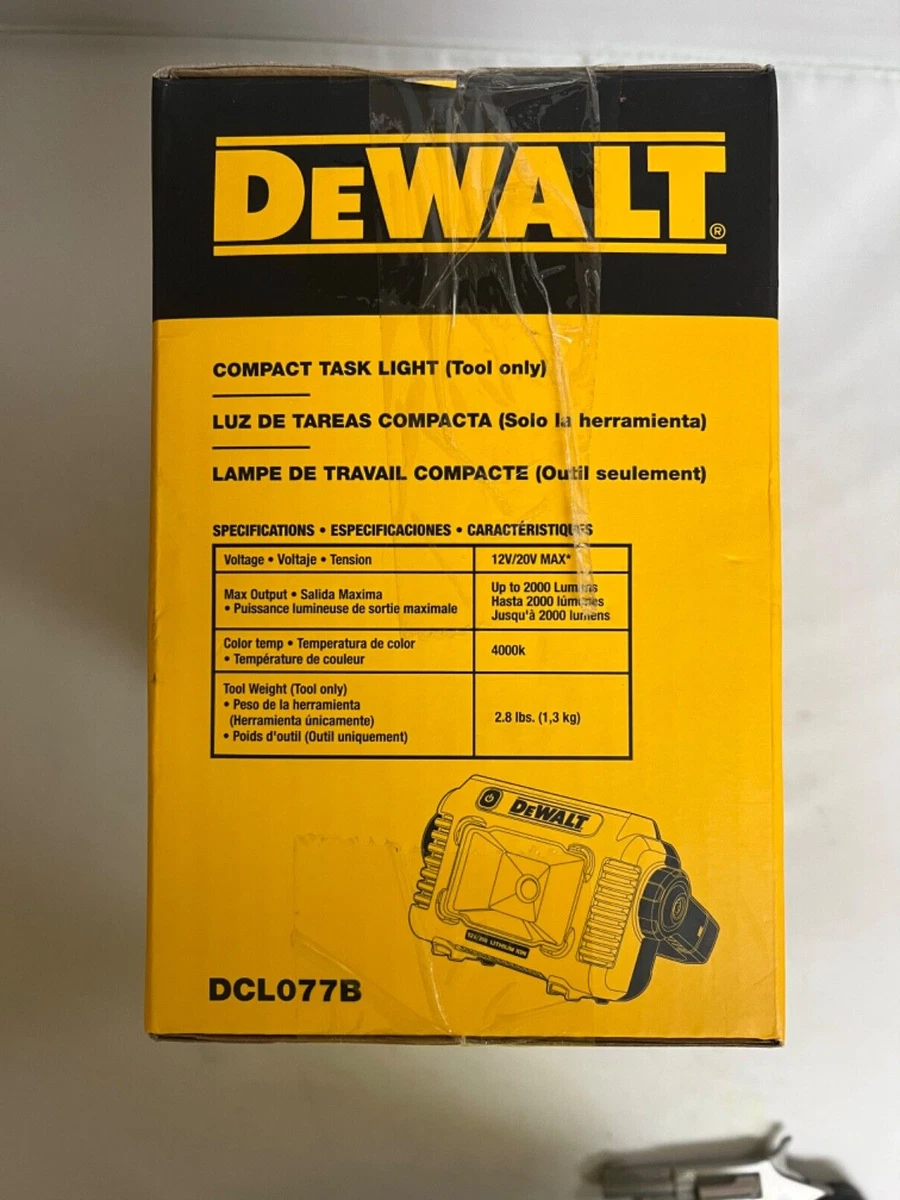 DEWALT®
COMPACT TASK LIGHT (Tool only)
LUZ DE TAREAS COMPACTA (Solo la herramienta)
LAMPE DE TRAVAIL COMPACTE (Outil seulement)
SPECIFICATIONS • ESPECIFICACIONES • CARACTÉRISTIQUES
Voltage • Voltaje • Tension
12V/20V MAX*
Max Output • Salida Maxima
• Puissance lumineuse de sortie maximale
Up to 2000 Lumens
Hasta 2000 lúmenes
Jusqu'à 2000 lumens
Color temp • Temperatura de color
• Température de couleur
4000k
Tool Weight (Tool only)
• Peso de la herramienta
(Herramienta únicamente)
• Poids d'outil (Outil uniquement)
2.8 lbs. (1,3 kg)
DEWALT
12V/20V LITHIUM ION
DCL077B